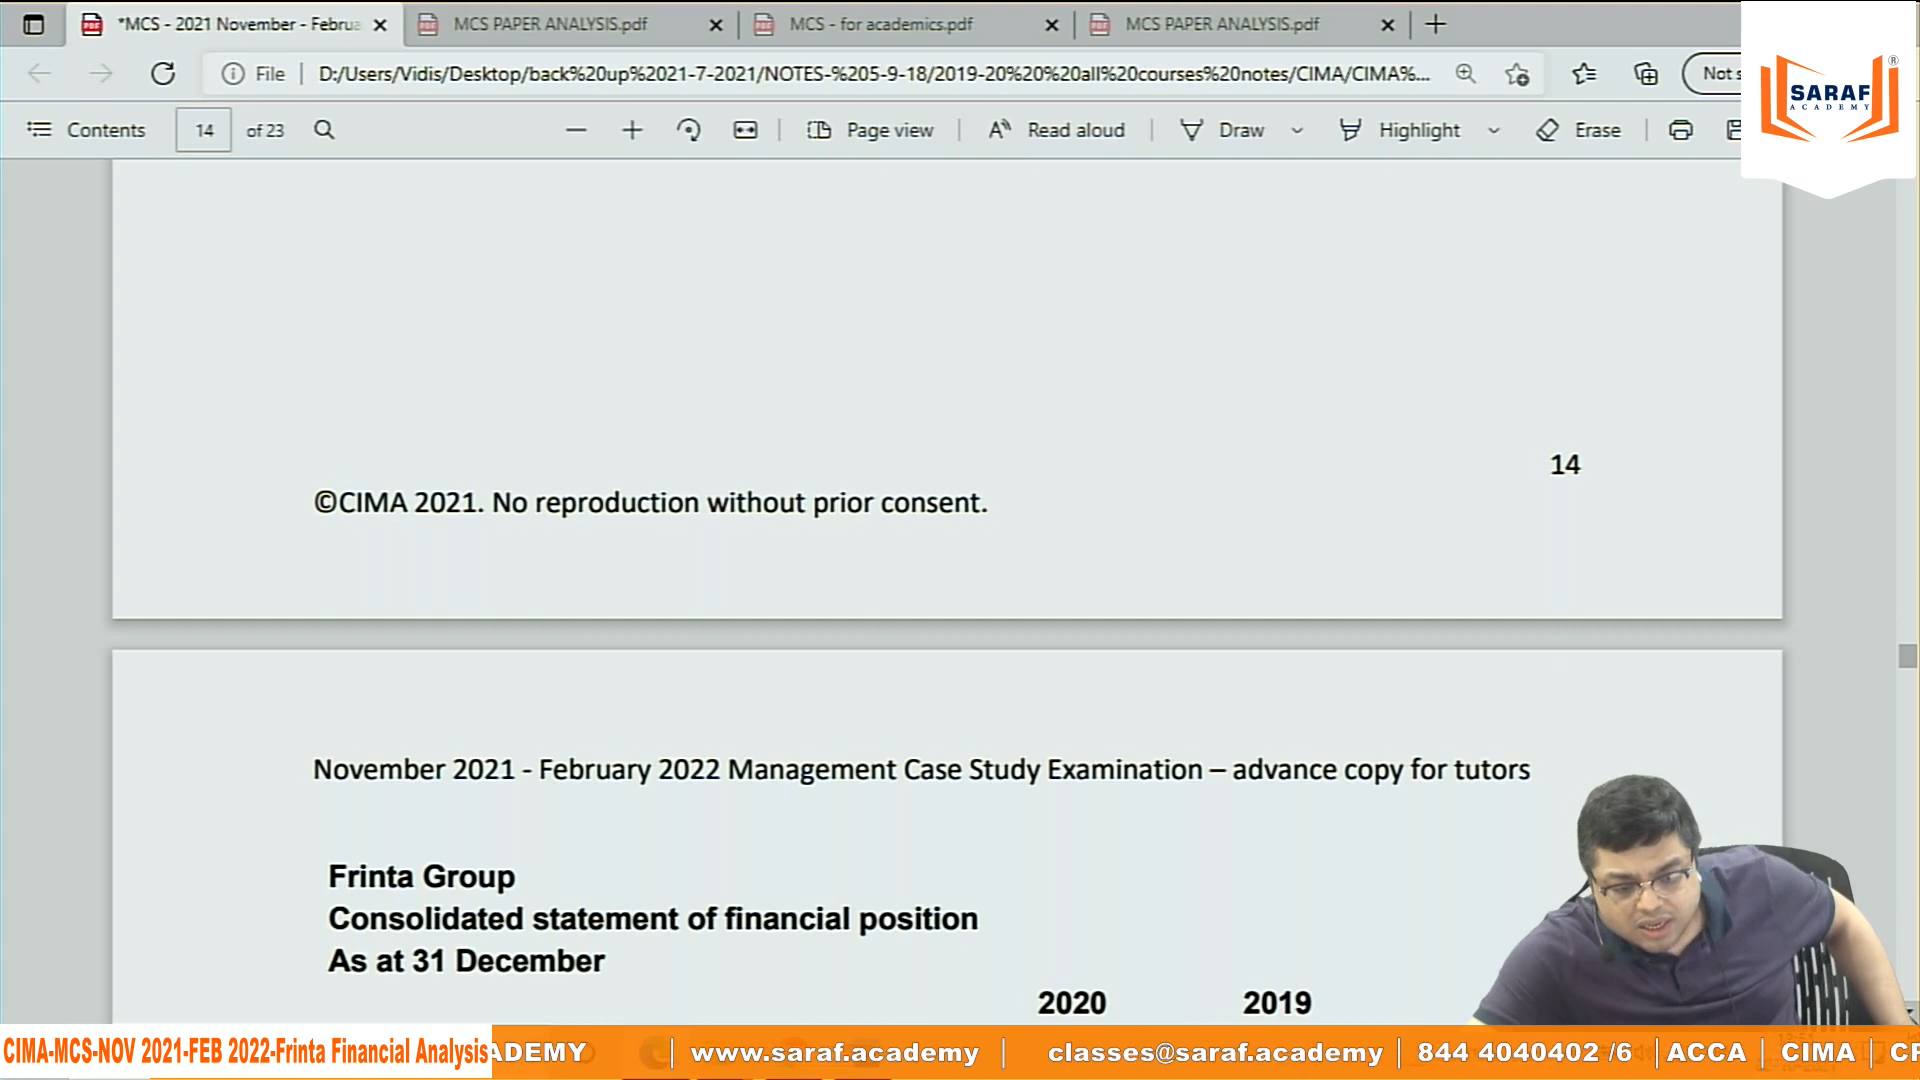 *MCS - 2021 November - Februa
MCS PAPER ANALYSIS.pdf
MCS - for academics.pdf
MCS PAPER ANALYSIS.pdf
File
D:/Users/Vidis/Desktop/back%20up%2021-7-2021/NOTES-%205-9-18/2019-20%20%20all%20courses%20notes/CIMA/CIMA%...
Not s
SARAF
ACADEMY
®
Contents
14
of 23
Page view
A Read aloud
Draw
Highlight
Erase
14
©CIMA 2021. No reproduction without prior consent.
November 2021 - February 2022 Management Case Study Examination – advance copy for tutors
Frinta Group
Consolidated statement of financial position
As at 31 December
2020 2019
CIMA-MCS-NOV 2021-FEB 2022-Frinta Financial Analysis
ADEMY | www.saraf.academy | classes@saraf.academy | 844 4040402 /6 | ACCA | CIMA | CF